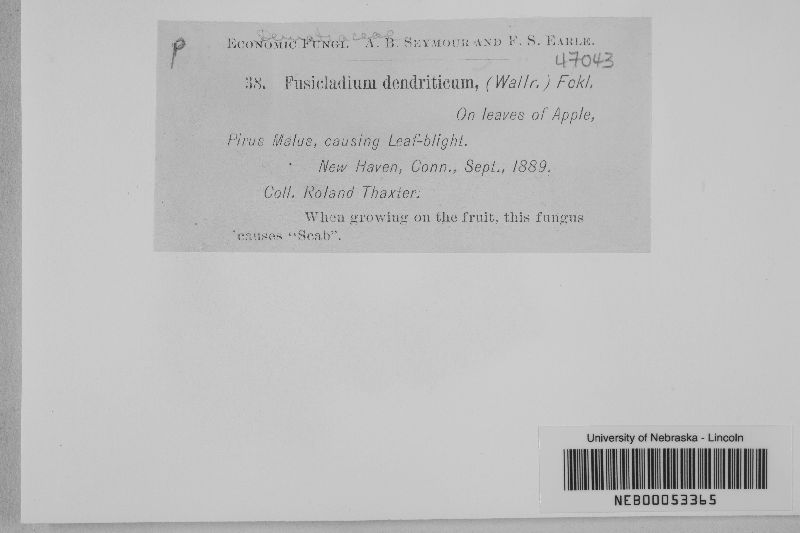 Dematiaceae
P
ECONOMIC FUNGI. A. B. SEYMOUR AND F. S. EARLE.
47043
38. Fusicladium dendriticum, (Wallr.) Fckl.
On leaves of Apple,
Pirus Malus, causing Leaf-blight.
New Haven, Conn., Sept., 1889.
Coll. Roland Thaxter.
When growing on the fruit, this fungus
causes "Scab".
University of Nebraska - Lincoln
NEB00053365